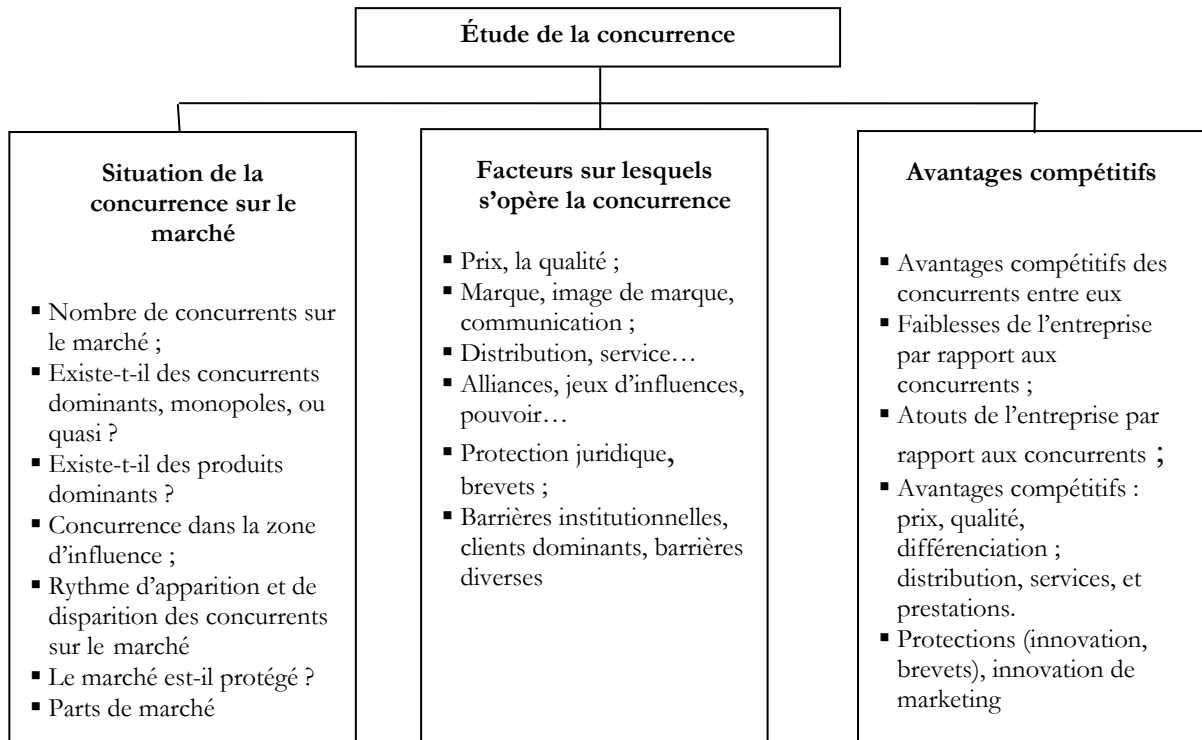 Étude de la concurrence
Situation de la
concurrence sur le
marché
▪ Nombre de concurrents sur
le marché ;
▪ Existe-t-il des concurrents
dominants, monopoles, ou
quasi ?
▪ Existe-t-il des produits
dominants ?
▪ Concurrence dans la zone
d’influence ;
▪ Rythme d’apparition et de
disparition des concurrents
sur le marché
▪ Le marché est-il protégé ?
▪ Parts de marché
Facteurs sur lesquels
s’opère la concurrence
▪ Prix, la qualité ;
▪ Marque, image de marque,
communication ;
▪ Distribution, service…
▪ Alliances, jeux d’influences,
pouvoir…
▪ Protection juridique,
brevets ;
▪ Barrières institutionnelles,
clients dominants, barrières
diverses
Avantages compétitifs
▪ Avantages compétitifs des
concurrents entre eux
▪ Faiblesses de l’entreprise
par rapport aux
concurrents ;
▪ Atouts de l’entreprise par
rapport aux concurrents ;
▪ Avantages compétitifs :
prix, qualité,
différenciation ;
distribution, services, et
prestations.
▪ Protections (innovation,
brevets), innovation de
marketing